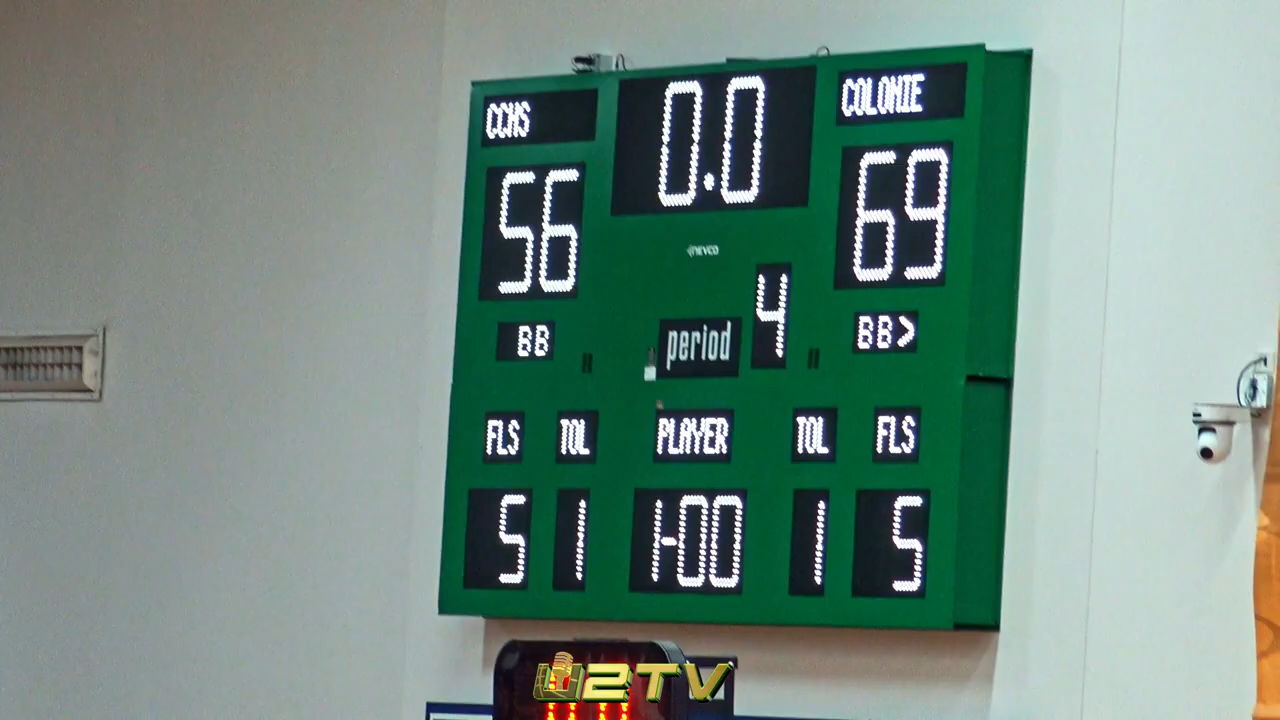 CCHS 0.0 COLONIE
56 69
NEVCO
BB period 4 BB>
FLS TOL PLAYER TOL FLS
5 1 1-00 1 5
2TV